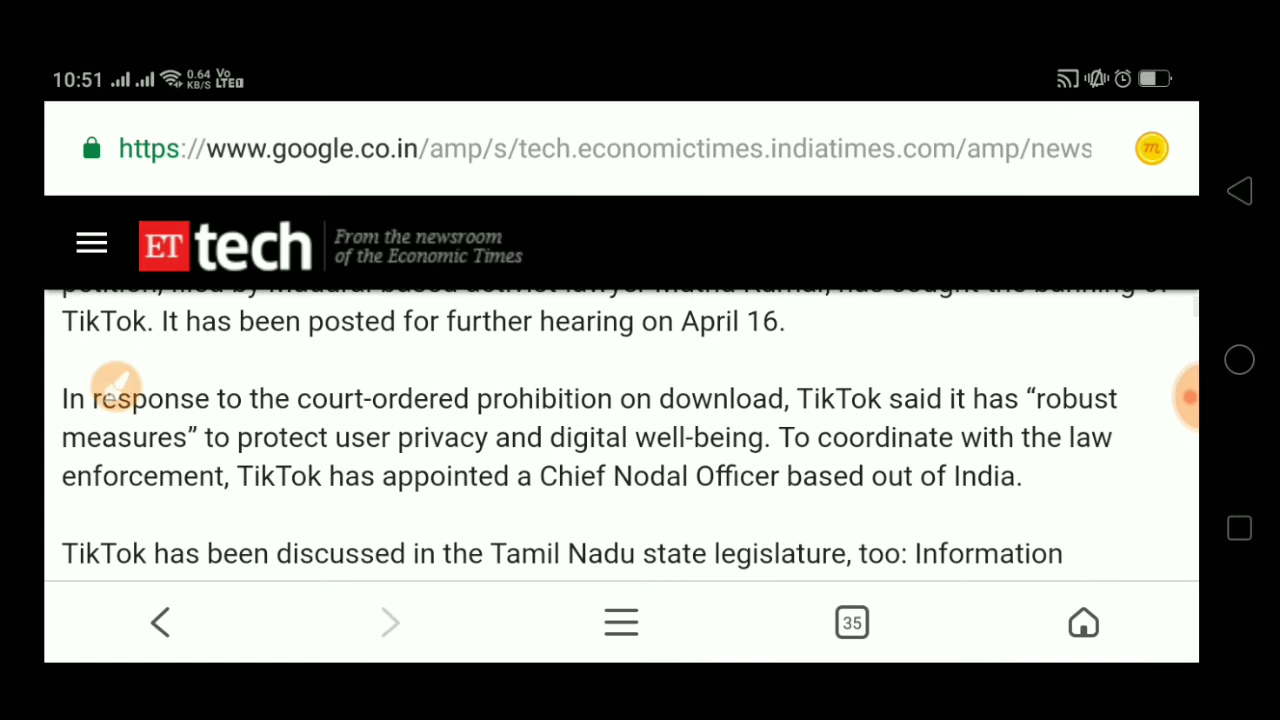 10:51 0.64 KB/S Vo LTE
https://www.google.co.in/amp/s/tech.economictimes.indiatimes.com/amp/news
ET tech From the newsroom
of the Economic Times
TikTok. It has been posted for further hearing on April 16.
In response to the court-ordered prohibition on download, TikTok said it has “robust
measures” to protect user privacy and digital well-being. To coordinate with the law
enforcement, TikTok has appointed a Chief Nodal Officer based out of India.
TikTok has been discussed in the Tamil Nadu state legislature, too: Information
35